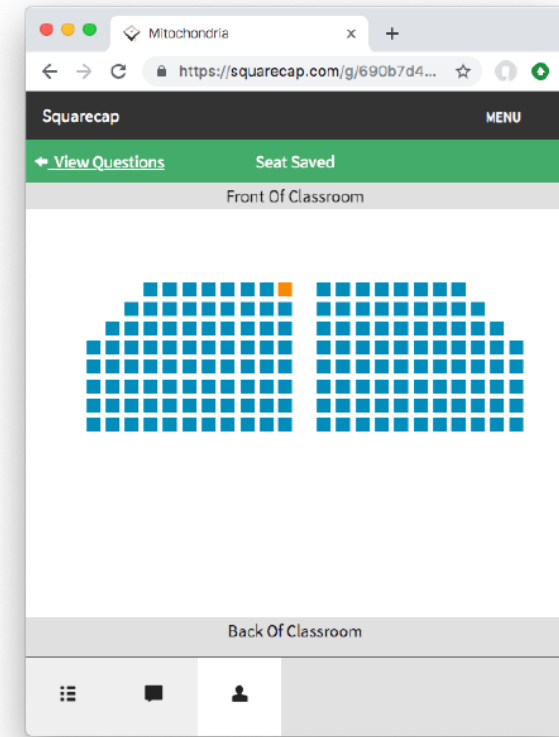 Mitochondria
https://squarecap.com/g/690b7d4...
Squarecap MENU
View Questions Seat Saved
Front Of Classroom
Back Of Classroom